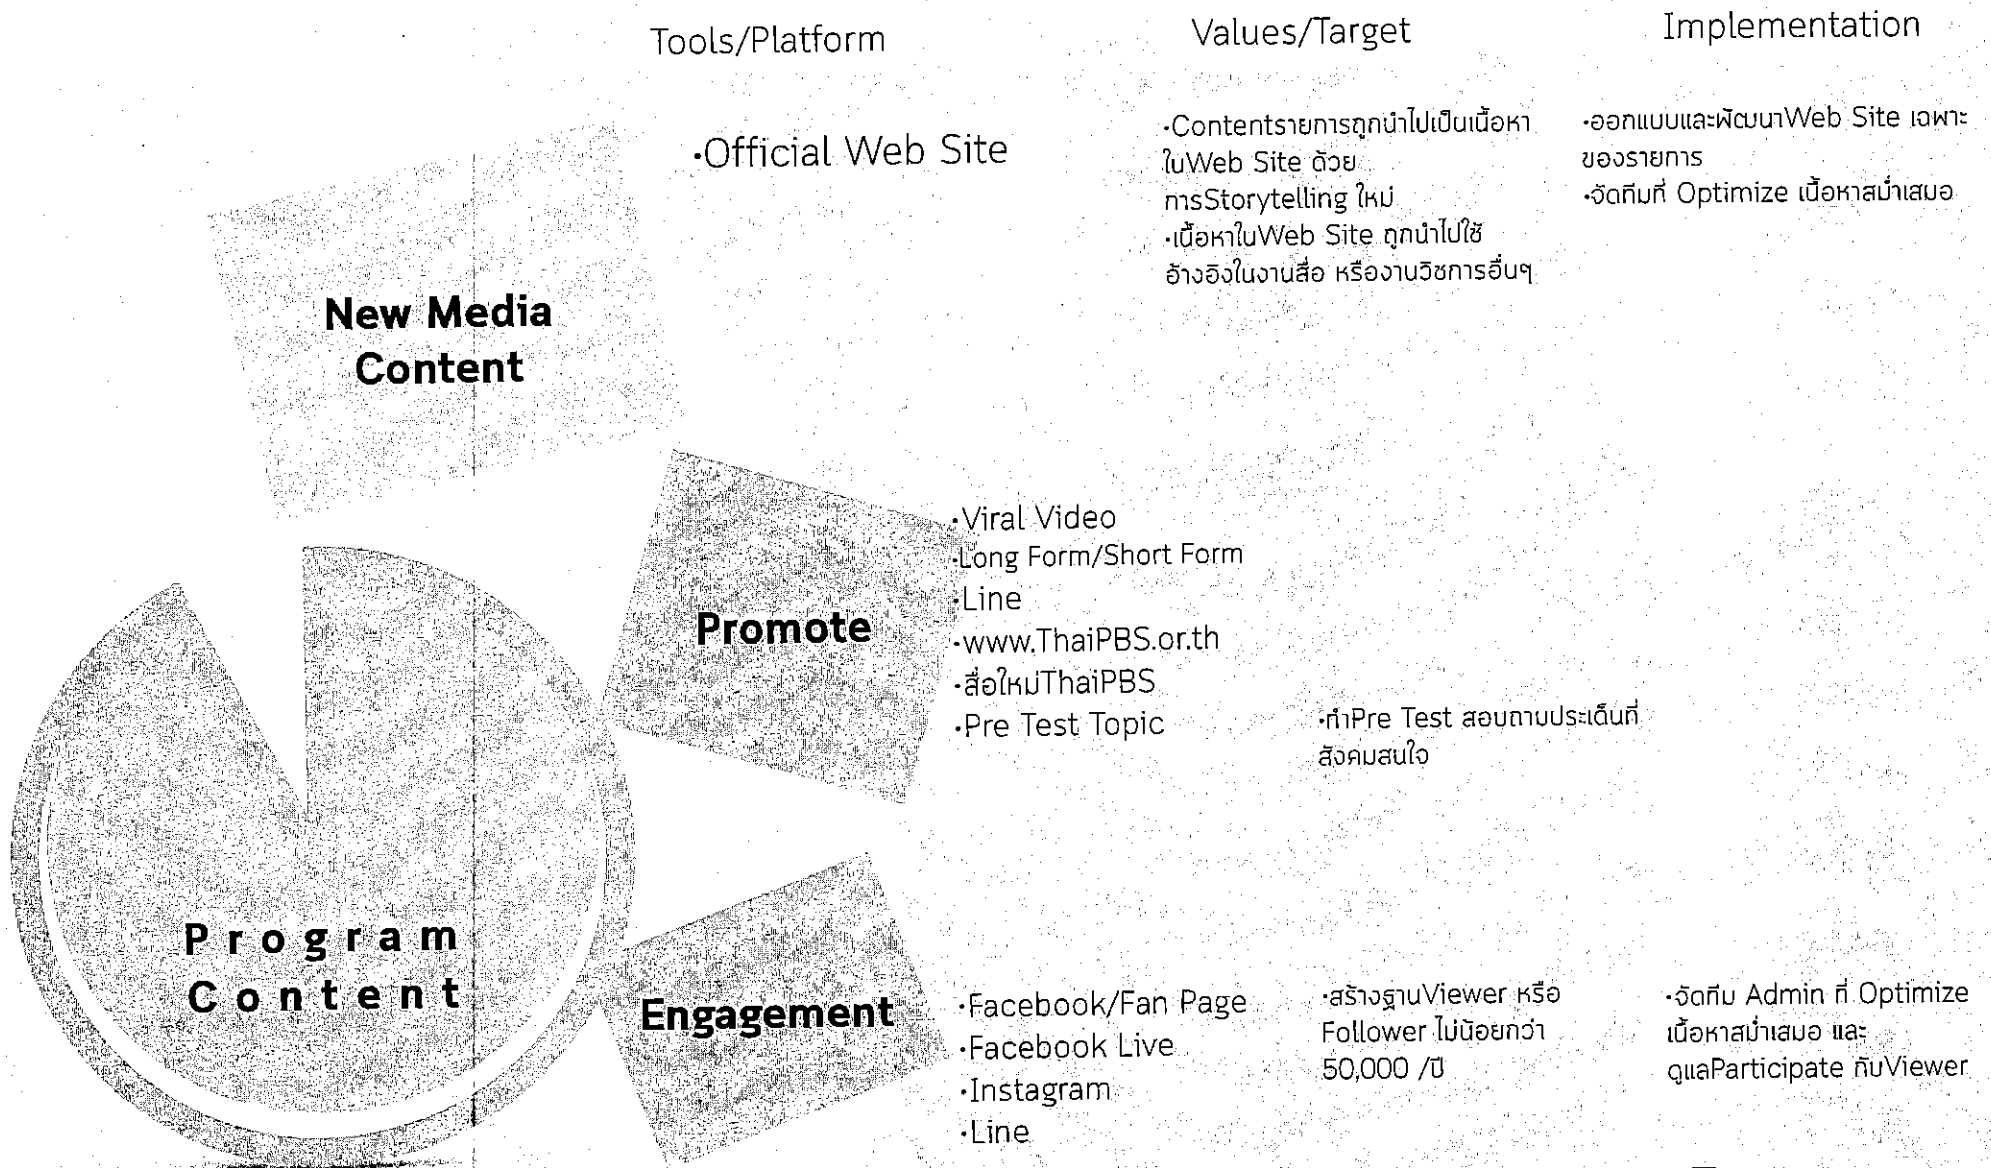 Tools/Platform
Values/Target
Implementation
New Media
Content
•Official Web Site
•Contentรายการถูกนำไปเป็นเนื้อหา
ในWeb Site ด้วย
การStorytelling ใหม่
•เนื้อหาในWeb Site ถูกนำไปใช้
อ้างอิงในงานสื่อ หรืองานวิชการอื่นๆ
•ออกแบบและพัฒนาWeb Site เฉพาะ
ของรายการ
•จัดทีมที่ Optimize เนื้อหาสม่ำเสมอ
Promote
•Viral Video
•Long Form/Short Form
•Line
•www.ThaiPBS.or.th
•สื่อใหม่ThaiPBS
•Pre Test Topic
•ทำPre Test สอบถามประเด็นที่
สังคมสนใจ
Program
Content
Engagement
•Facebook/Fan Page
•Facebook Live
•Instagram
•Line
•สร้างฐานViewer หรือ
Follower ไม่น้อยกว่า
50,000 /ปี
•จัดทีม Admin ที่ Optimize
เนื้อหาสม่ำเสมอ และ
ดูแลParticipate กับViewer